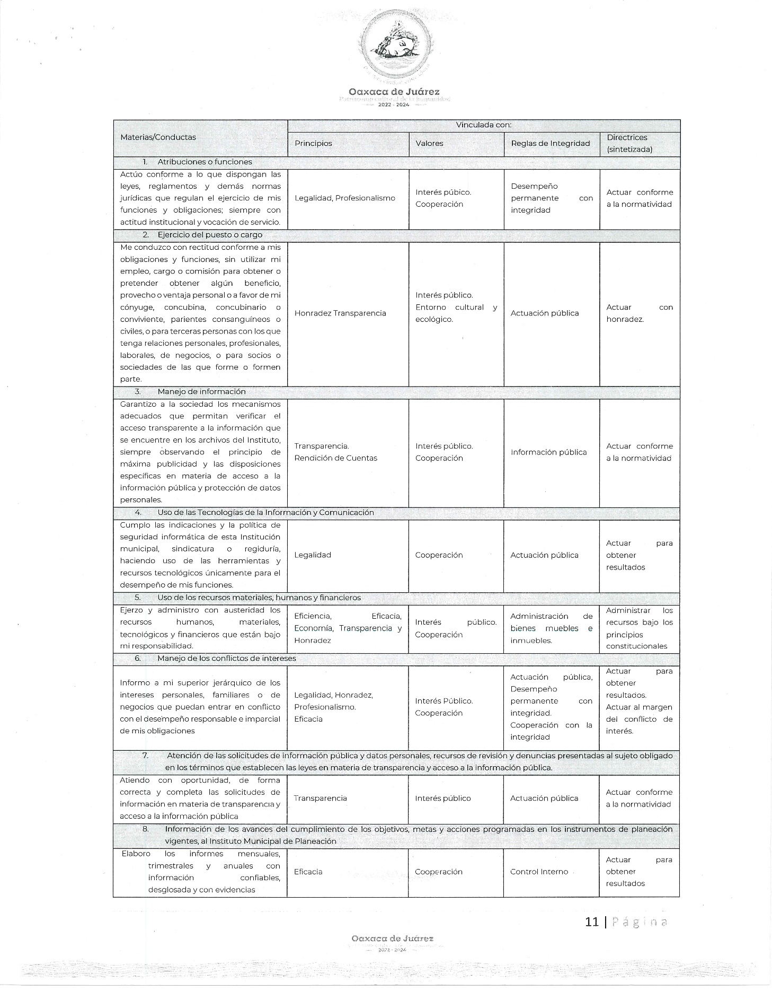 Oaxaca de Juárez
Patrimonio cultural de la humanidad
2022 - 2024
Vinculada con:
Materias/Conductas
Principios
Valores
Reglas de Integridad
Directrices
(sintetizada)
1. Atribuciones o funciones
Actúo conforme a lo que dispongan las
leyes, reglamentos y demás normas
jurídicas que regulan el ejercicio de mis
funciones y obligaciones; siempre con
actitud institucional y vocación de servicio.
Legalidad, Profesionalismo
Interés púbico.
Cooperación
Desempeño
permanente con
integridad
Actuar conforme
a la normatividad
2. Ejercicio del puesto o cargo
Me conduzco con rectitud conforme a mis
obligaciones y funciones, sin utilizar mi
empleo, cargo o comisión para obtener o
pretender obtener algún beneficio,
provecho o ventaja personal o a favor de mi
cónyuge, concubina, concubinario o
conviviente, parientes consanguíneos o
civiles, o para terceras personas con los que
tenga relaciones personales, profesionales,
laborales, de negocios, o para socios o
sociedades de las que forme o formen
parte.
Honradez Transparencia
Interés público.
Entorno cultural y
ecológico.
Actuación pública
Actuar con
honradez.
3. Manejo de información
Garantizo a la sociedad los mecanismos
adecuados que permitan verificar el
acceso transparente a la información que
se encuentre en los archivos del Instituto,
siempre observando el principio de
máxima publicidad y las disposiciones
específicas en materia de acceso a la
información pública y protección de datos
personales.
Transparencia.
Rendición de Cuentas
Interés público.
Cooperación
Información pública
Actuar conforme
a la normatividad
4. Uso de las Tecnologías de la Información y Comunicación
Cumplo las indicaciones y la política de
seguridad informática de esta Institución
municipal, sindicatura o regiduría,
haciendo uso de las herramientas y
recursos tecnológicos únicamente para el
desempeño de mis funciones.
Legalidad
Cooperación
Actuación pública
Actuar para
obtener
resultados
5. Uso de los recursos materiales, humanos y financieros
Ejerzo y administro con austeridad los
recursos humanos, materiales,
tecnológicos y financieros que están bajo
mi responsabilidad.
Eficiencia, Eficacia,
Economía, Transparencia y
Honradez
Interés público.
Cooperación
Administración de
bienes muebles e
inmuebles.
Administrar los
recursos bajo los
principios
constitucionales
6. Manejo de los conflictos de intereses
Informo a mi superior jerárquico de los
intereses personales, familiares o de
negocios que puedan entrar en conflicto
con el desempeño responsable e imparcial
de mis obligaciones
Legalidad, Honradez,
Profesionalismo.
Eficacia
Interés Público.
Cooperación
Actuación pública,
Desempeño
permanente con
integridad.
Cooperación con la
integridad
Actuar para
obtener
resultados.
Actuar al margen
del conflicto de
interés.
7. Atención de las solicitudes de información pública y datos personales, recursos de revisión y denuncias presentadas al sujeto obligado
en los términos que establecen las leyes en materia de transparencia y acceso a la información pública.
Atiendo con oportunidad, de forma
correcta y completa las solicitudes de
información en materia de transparencia y
acceso a la información pública
Transparencia
Interés público
Actuación pública
Actuar conforme
a la normatividad
8. Información de los avances del cumplimiento de los objetivos, metas y acciones programadas en los instrumentos de planeación
vigentes, al Instituto Municipal de Planeación
Elaboro los informes mensuales,
trimestrales y anuales con
información confiables,
desglosada y con evidencias
Eficacia
Cooperación
Control Interno
Actuar para
obtener
resultados
11 | Página
Oaxaca de Juárez
2022 - 2024